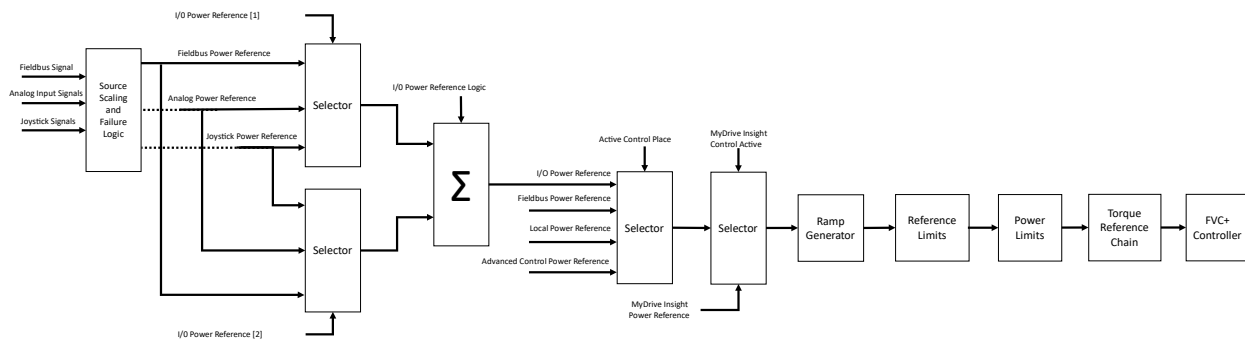 I/0 Power Reference [1]
Fieldbus Power Reference
Fieldbus Signal
Analog Input Signals
Joystick Signals
Source
Scaling
and
Failure
Logic
Analog Power Reference
Joystick Power Reference
Selector
Selector
I/0 Power Reference [2]
I/0 Power Reference Logic
Σ
Active Control Place
I/O Power Reference
Fieldbus Power Reference
Local Power Reference
Advanced Control Power Reference
Selector
MyDrive Insight
Control Active
Selector
MyDrive Insight
Power Reference
Ramp
Generator
Reference
Limits
Power
Limits
Torque
Reference
Chain
FVC+
Controller